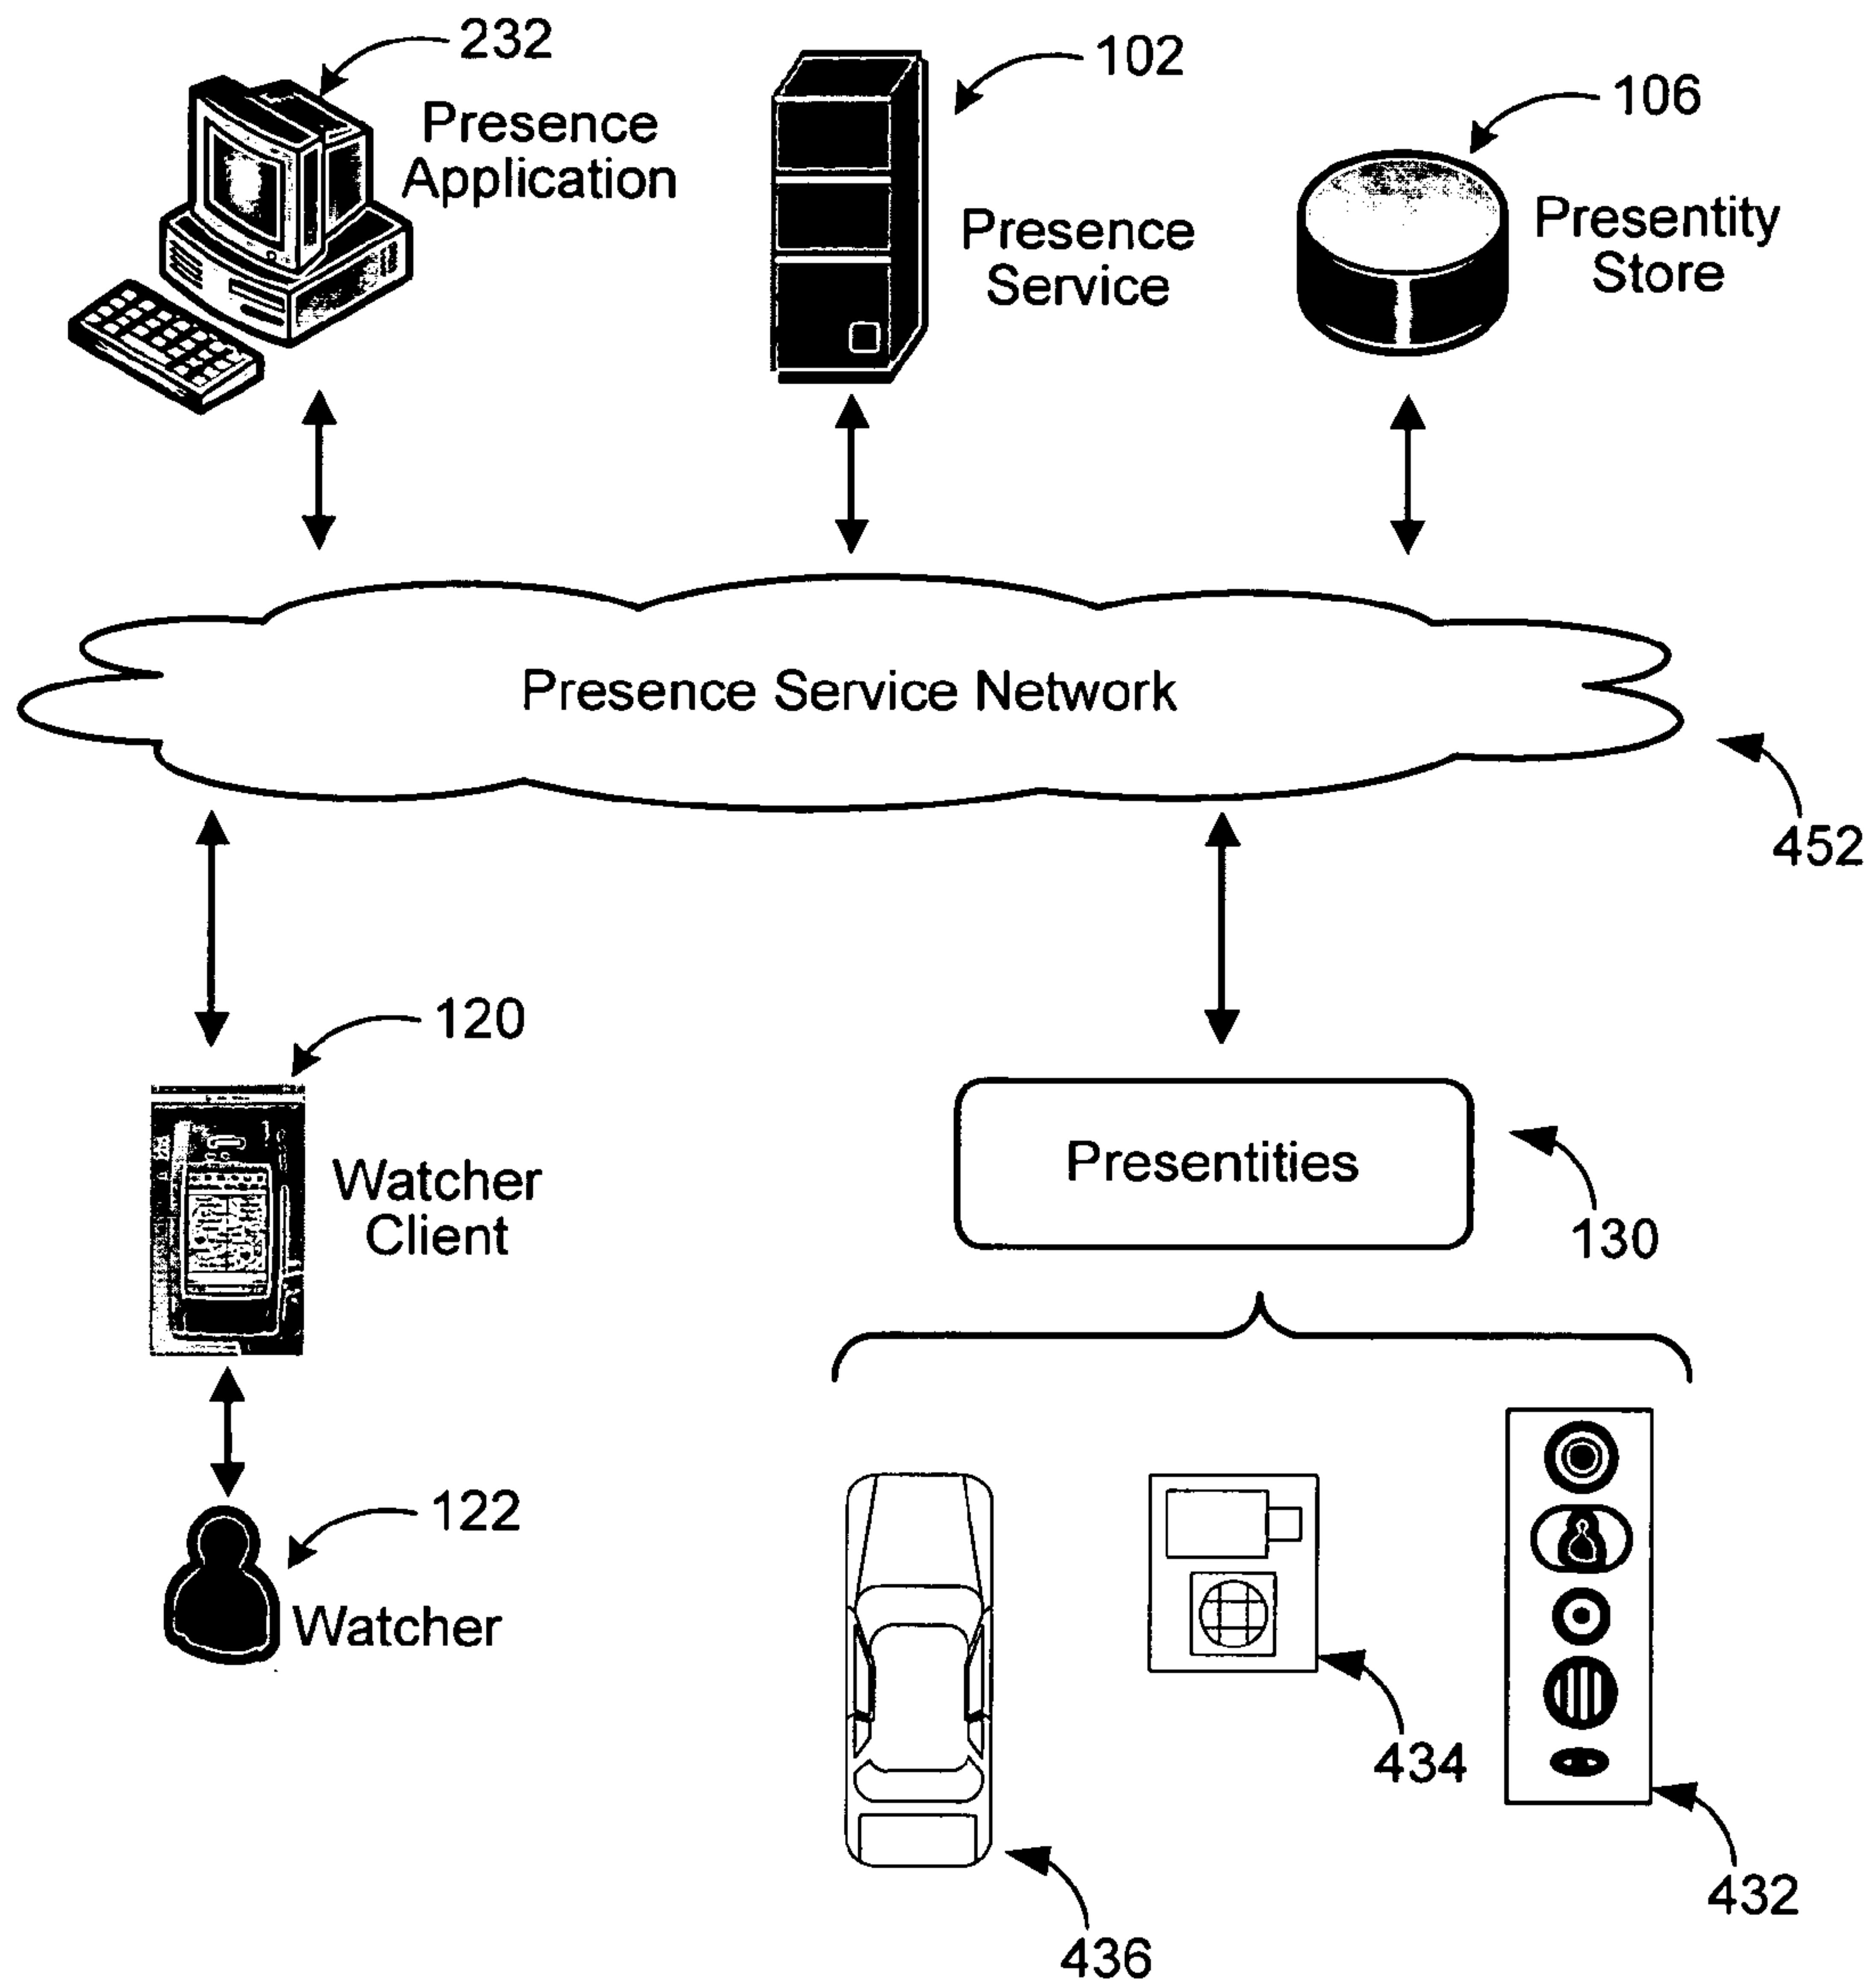 232
Presence
Application
102
Presence
Service
106
Presentity
Store
Presence Service Network
452
120
Watcher
Client
Presentities
130
122
Watcher
434
432
436